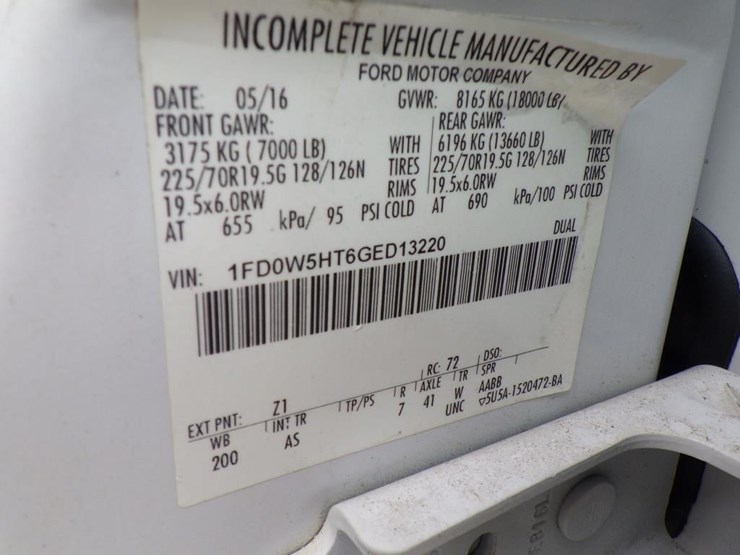 INCOMPLETE VEHICLE MANUFACTURED BY
FORD MOTOR COMPANY
DATE: 05/16 GVWR: 8165 KG (18000 LB)
FRONT GAWR: REAR GAWR:
3175 KG ( 7000 LB) WITH 6196 KG (13660 LB) WITH
225/70R19.5G 128/126N TIRES 225/70R19.5G 128/126N TIRES
19.5x6.0RW RIMS 19.5x6.0RW RIMS
AT 655 kPa/ 95 PSI COLD AT 690 kPa/100 PSI COLD
DUAL
VIN: 1FD0W5HT6GED13220
EXT PNT: Z1 RC: 72 DSO:
WB INT TR TP/PS R AXLE TR SPR
200 AS 7 41 W AABB
UNC ▽5U5A-1520472-BA